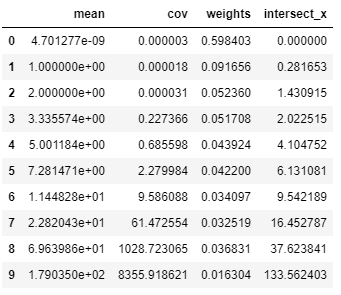 mean cov weights intersect_x
0 4.701277e-09 0.000003 0.598403 0.000000
1 1.000000e+00 0.000018 0.091656 0.281653
2 2.000000e+00 0.000031 0.052360 1.430915
3 3.335574e+00 0.227366 0.051708 2.022515
4 5.001184e+00 0.685598 0.043924 4.104752
5 7.281471e+00 2.279984 0.042200 6.131081
6 1.144828e+01 9.586088 0.034097 9.542189
7 2.282043e+01 61.472554 0.032519 16.452787
8 6.963986e+01 1028.723065 0.036831 37.623841
9 1.790350e+02 8355.918621 0.016304 133.562403